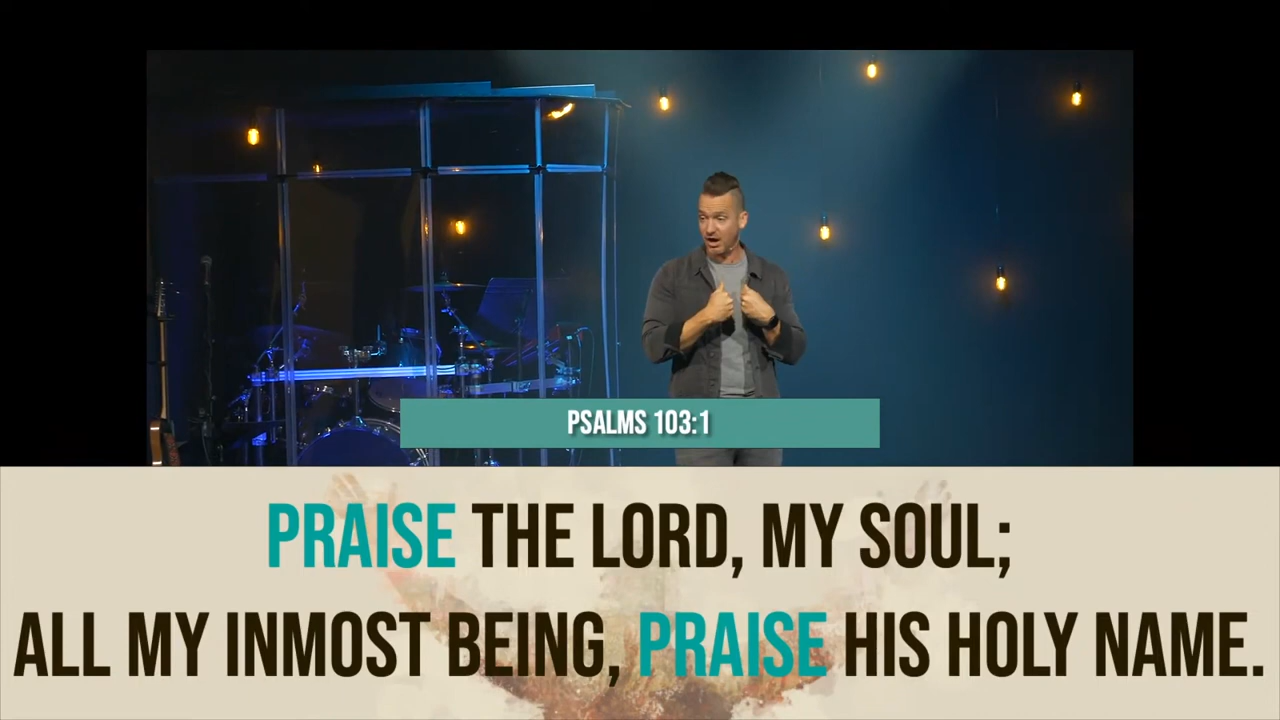 PSALMS 103:1
PRAISE THE LORD, MY SOUL;
ALL MY INMOST BEING, PRAISE HIS HOLY NAME.